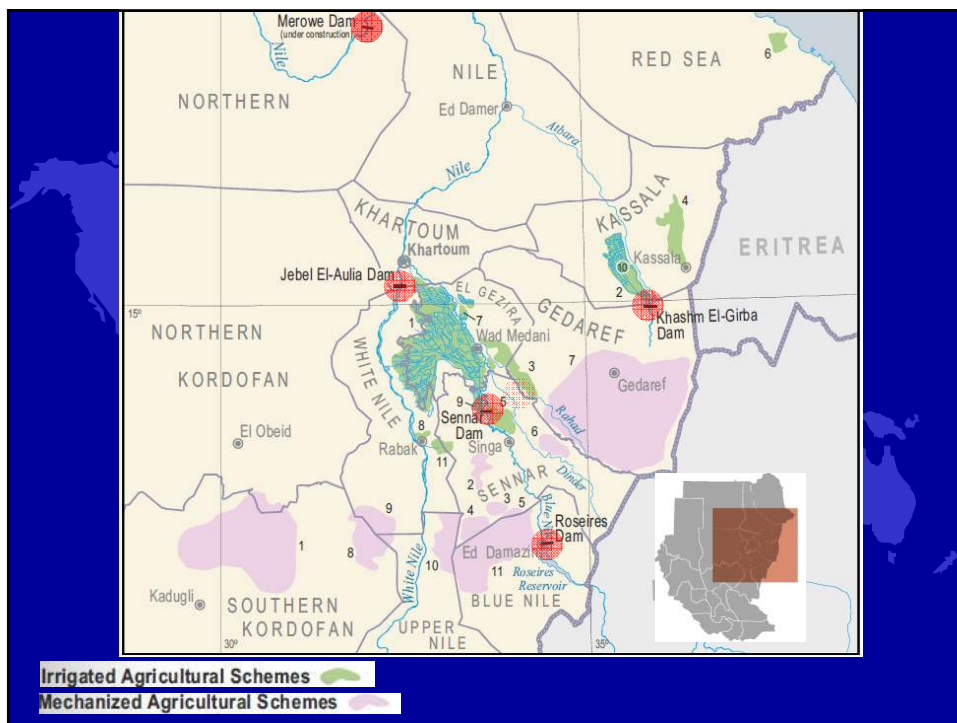 Merowe Dam
(under construction)
Nile
NILE
RED SEA
6
NORTHERN
Ed Damer
Atbara
Nile
KHARTOUM
Khartoum
KASSALA
4
ERITREA
10
Kassala
2
Jebel El-Aulia Dam
EL GEZIRA
GEDAREF
Khashm El-Girba
Dam
15°
1
7
Wad Medani
NORTHERN
KORDOFAN
WHITE NILE
3
7
Gedaref
9
5
Sennar
Dam
Rahad
El Obeid
8
Rabak
Singa
6
11
Dinder
2
SENNAR
3
5
4
Blue Nile
Roseires
Dam
9
1
8
10
White Nile
Ed Damazin
11
Roseires
Reservoir
Kadugli
SOUTHERN
KORDOFAN
BLUE NILE
UPPER
NILE
30°
35°
Irrigated Agricultural Schemes
Mechanized Agricultural Schemes